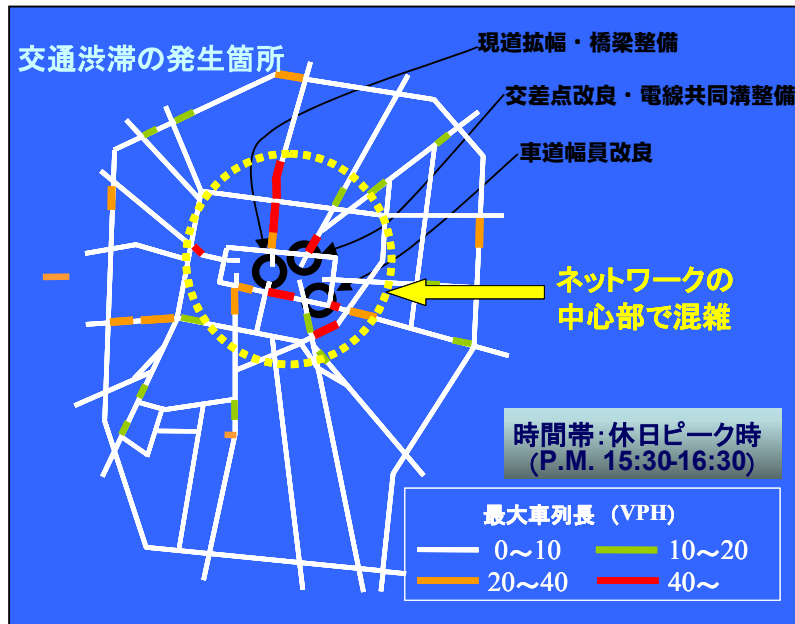 交通渋滞の発生箇所
現道拡幅・橋梁整備
交差点改良・電線共同溝整備
車道幅員改良
ネットワークの
中心部で混雑
時間帯:休日ピーク時
(P.M. 15:30-16:30)
最大車列長 (VPH)
0～10
10～20
20～40
40～